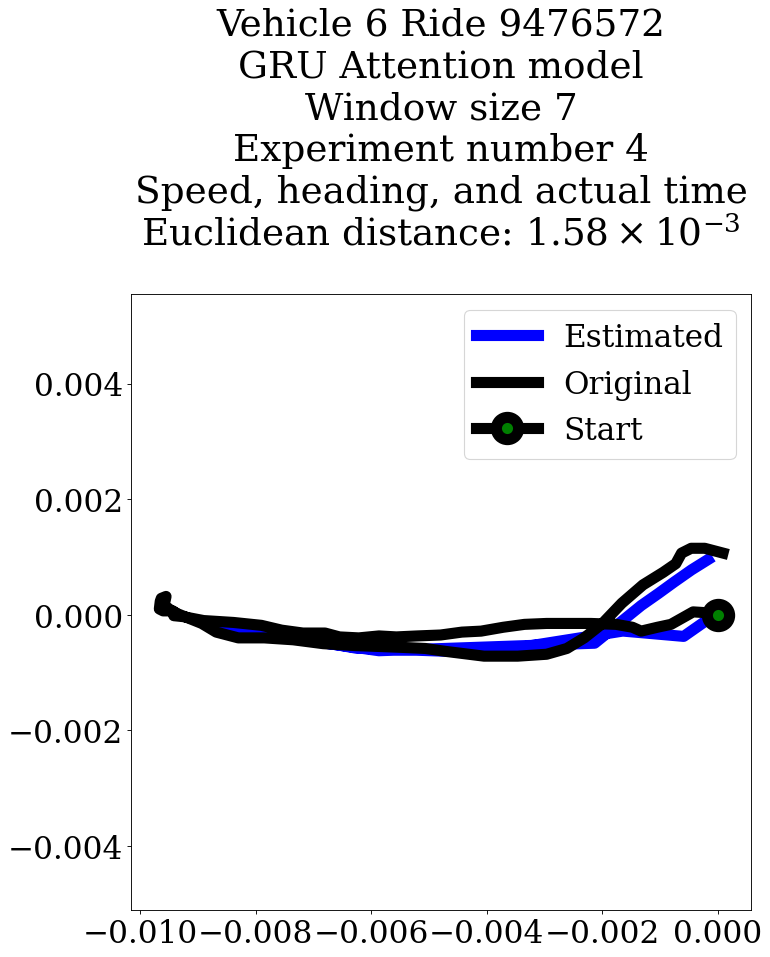 Vehicle 6 Ride 9476572
GRU Attention model
Window size 7
Experiment number 4
Speed, heading, and actual time
Euclidean distance: 1.58 × 10⁻³
Estimated
Original
Start
0.004
0.002
0.000
−0.002
−0.004
−0.010 −0.008 −0.006 −0.004 −0.002 0.000